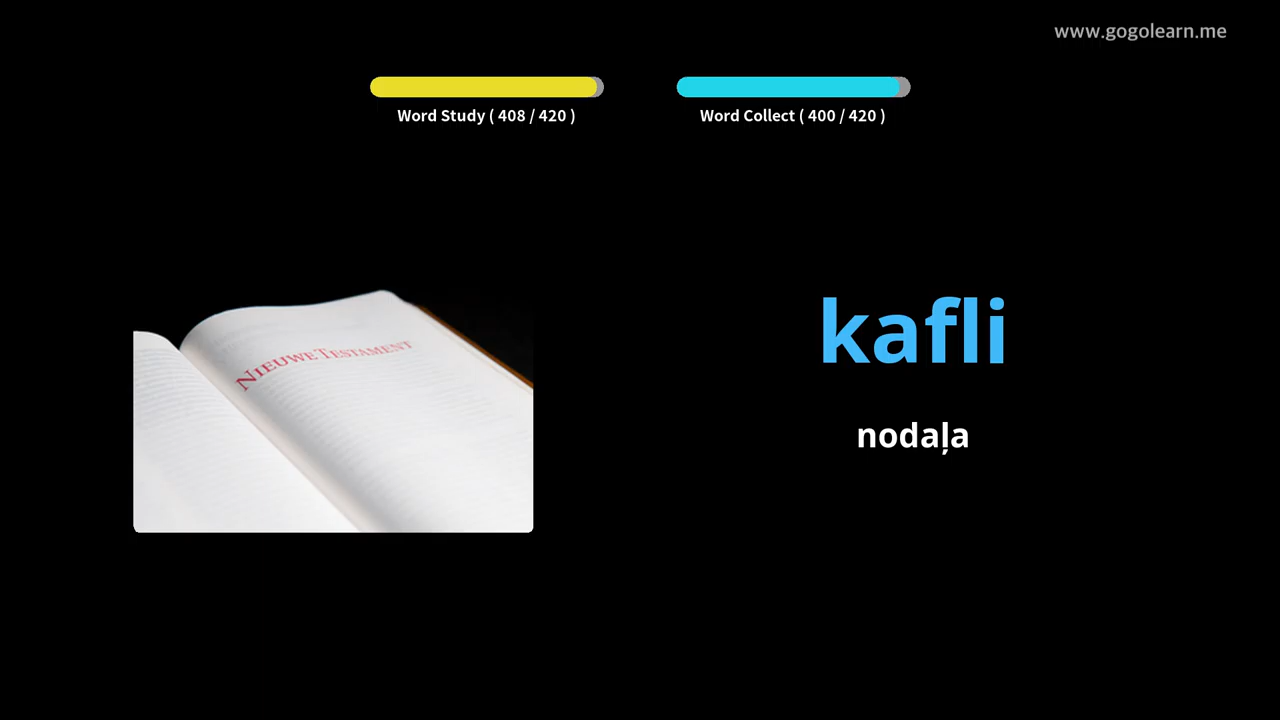 www.gogolearn.me
Word Study ( 408 / 420 )
Word Collect ( 400 / 420 )
NIEUWE TESTAMENT
kafli
nodaļa